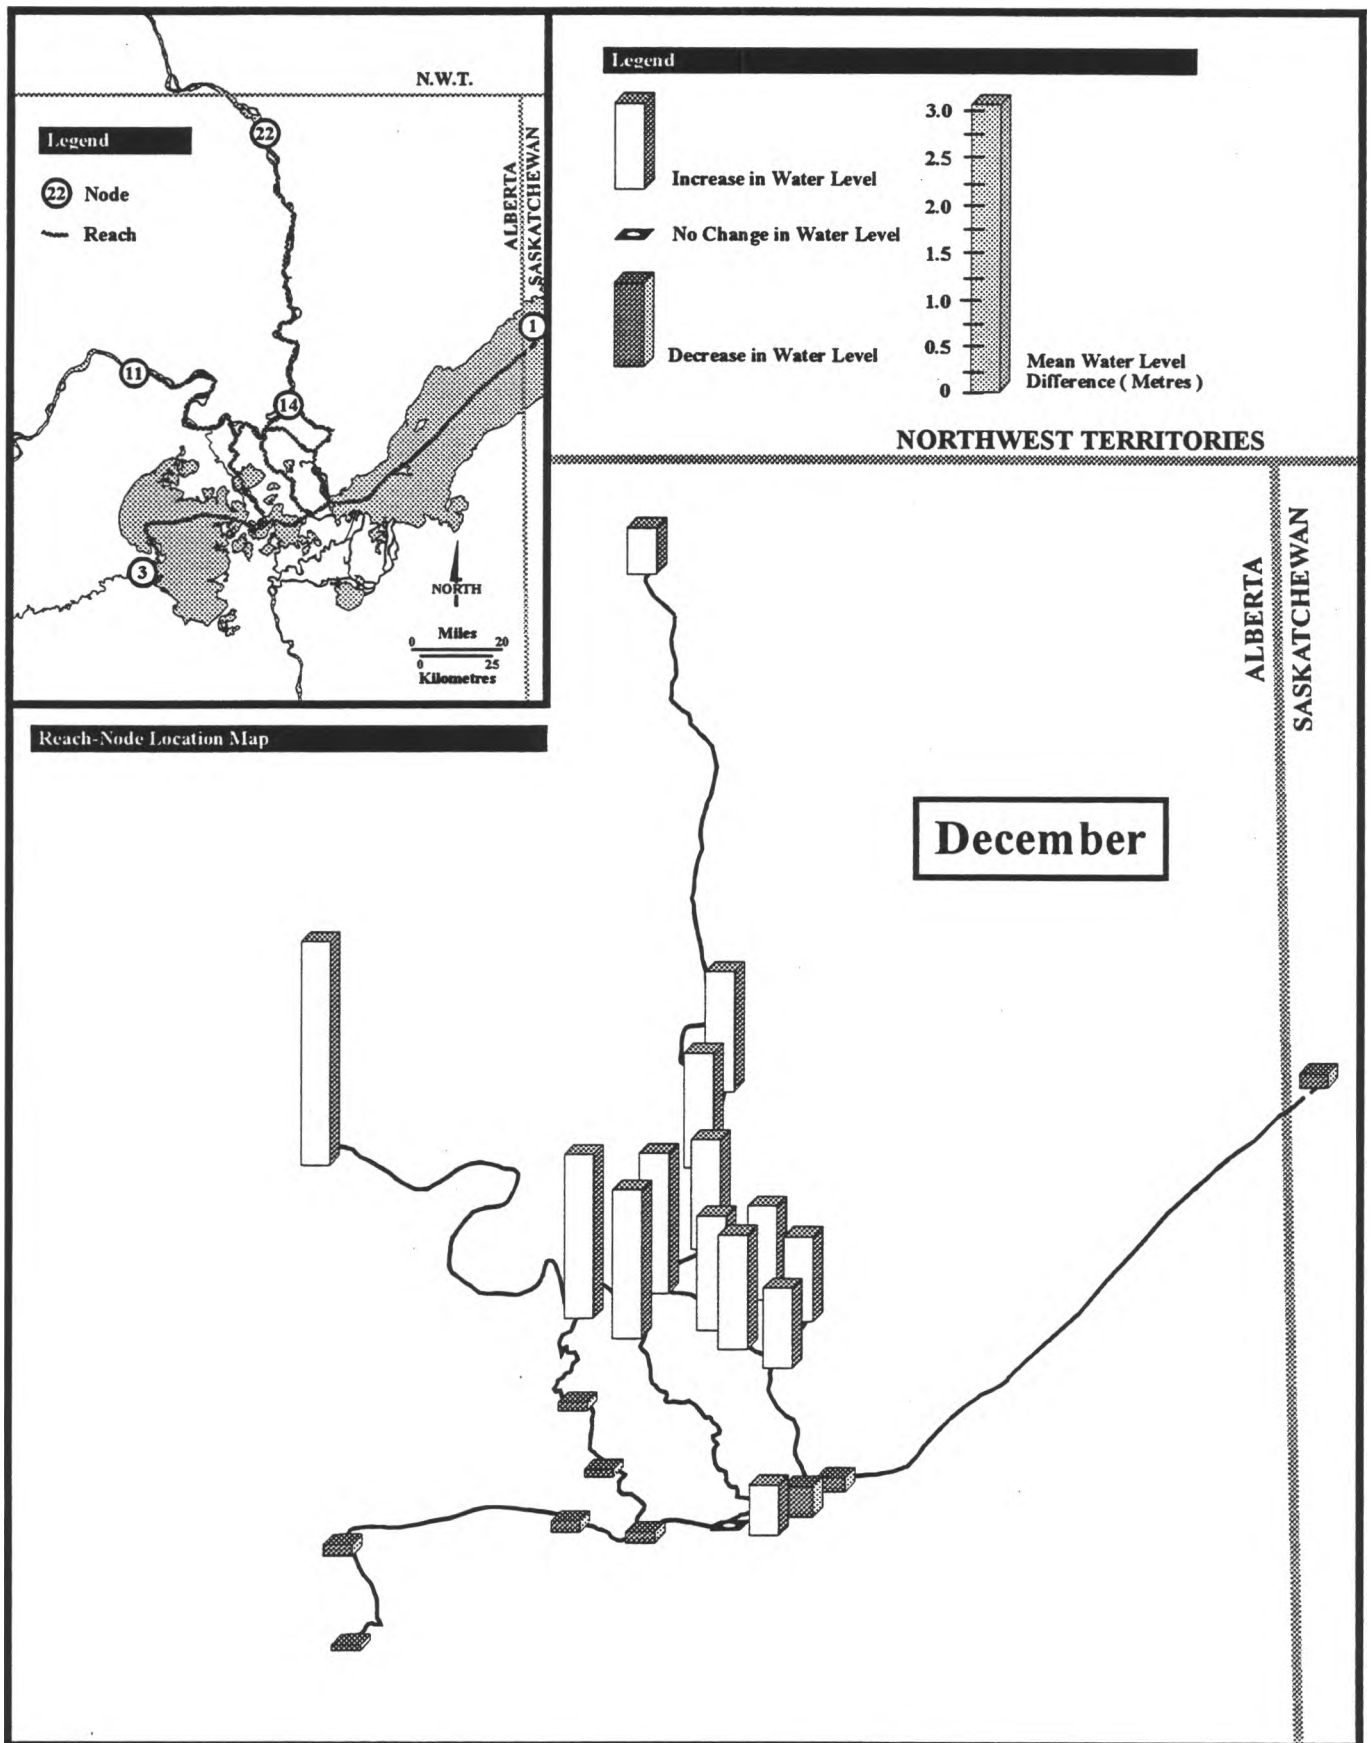 N.W.T.
Legend
22 Node
Reach
22
ALBERTA
SASKATCHEWAN
1
11
14
3
NORTH
Miles
0 20
0 25
Kilometres
Reach-Node Location Map
Legend
Increase in Water Level
No Change in Water Level
Decrease in Water Level
3.0
2.5
2.0
1.5
1.0
0.5
0
Mean Water Level
Difference ( Metres )
NORTHWEST TERRITORIES
ALBERTA
SASKATCHEWAN
December